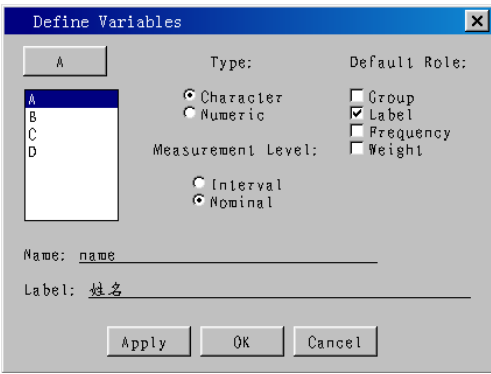 Define Variables
A
Type:
Default Role:
A
B
C
D
Character
Numeric
Group
Label
Frequency
Weight
Measurement Level:
Interval
Nominal
Name: name
Label: 姓名
Apply
OK
Cancel